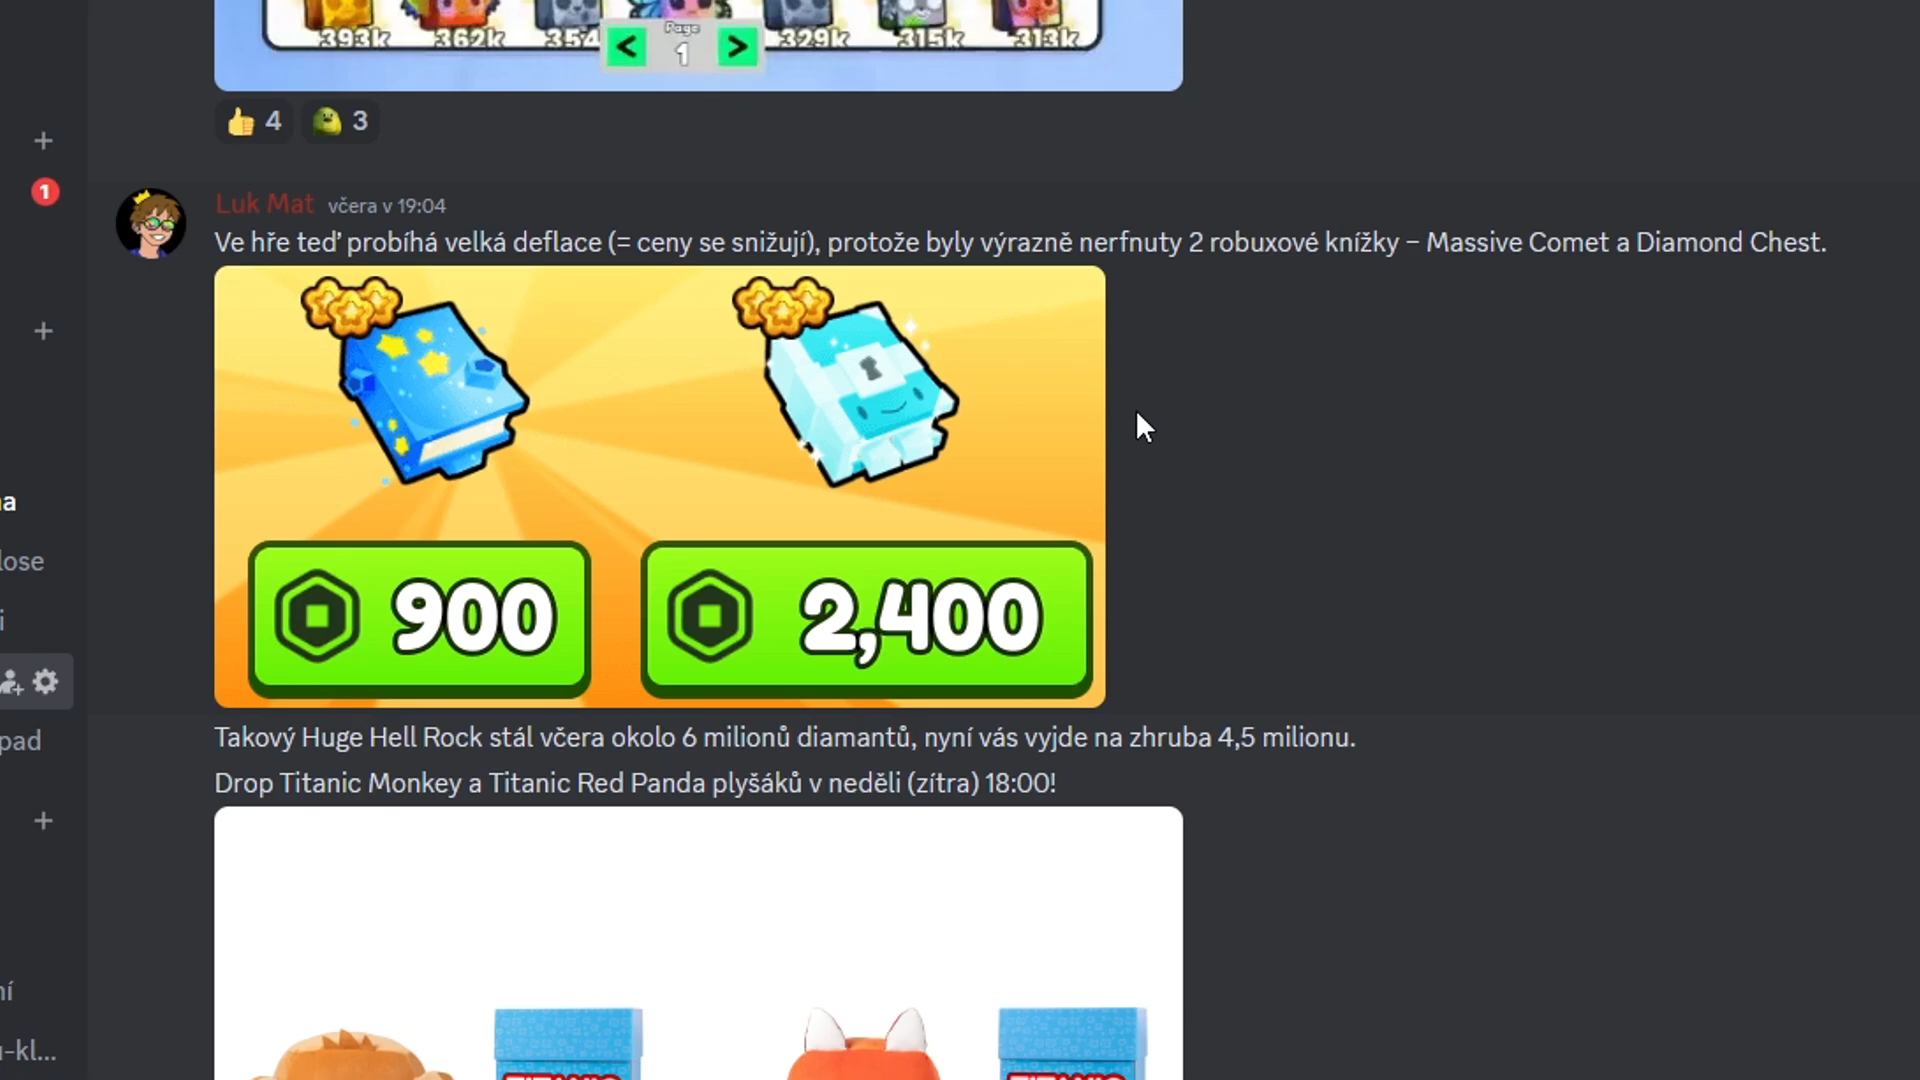 393k 362k 354 329k 315k 313k
Page
< 1 >
4 3
1
Luk Mat včera v 19:04
Ve hře teď probíhá velká deflace (= ceny se snižují), protože byly výrazně nerfnuty 2 robuxové knížky – Massive Comet a Diamond Chest.
900 2,400
Takový Huge Hell Rock stál včera okolo 6 milionů diamantů, nyní vás vyjde na zhruba 4,5 milionu.
Drop Titanic Monkey a Titanic Red Panda plyšáků v neděli (zítra) 18:00!
lose
i
pad
ní
u-kl...
TITANIC TITANIC